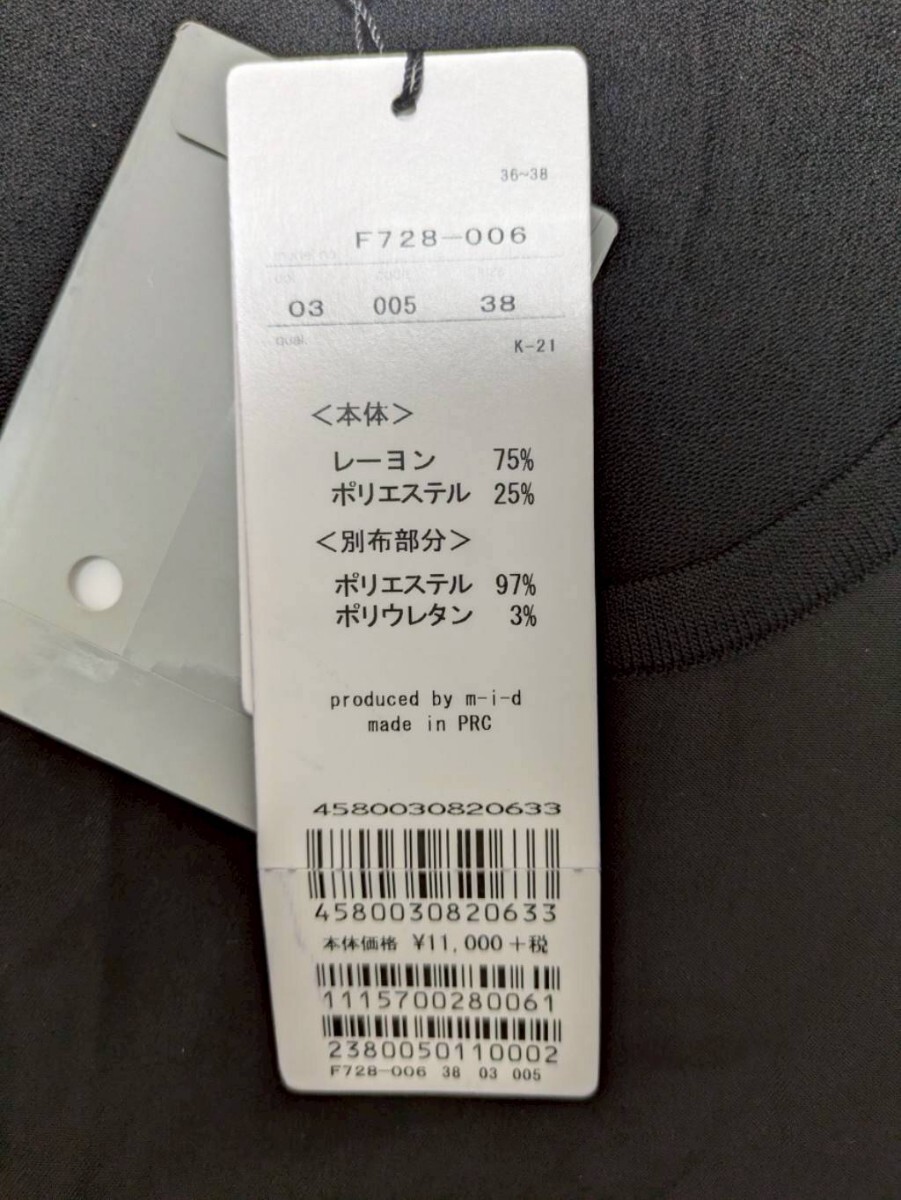 36~38
F728-006
03 005 38
QUAL.
K-21
＜本体＞
レーヨン 75%
ポリエステル 25%
＜別布部分＞
ポリエステル 97%
ポリウレタン 3%
produced by m-i-d
made in PRC
4580030820633
4580030820633
本体価格 ¥11,000+税
1115700280061
2380050110002
F728-006 38 03 005